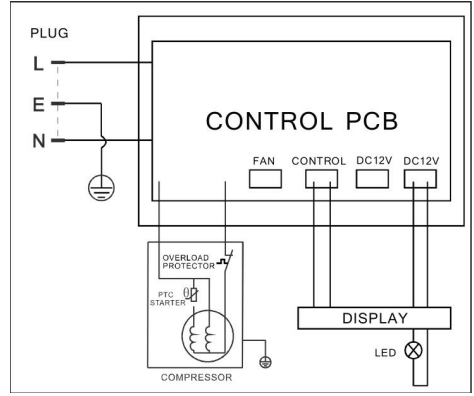 PLUG
L
E
N
CONTROL PCB
FAN CONTROL DC12V DC12V
OVERLOAD
PROTECTOR
θ
PTC
STARTER
DISPLAY
LED
COMPRESSOR